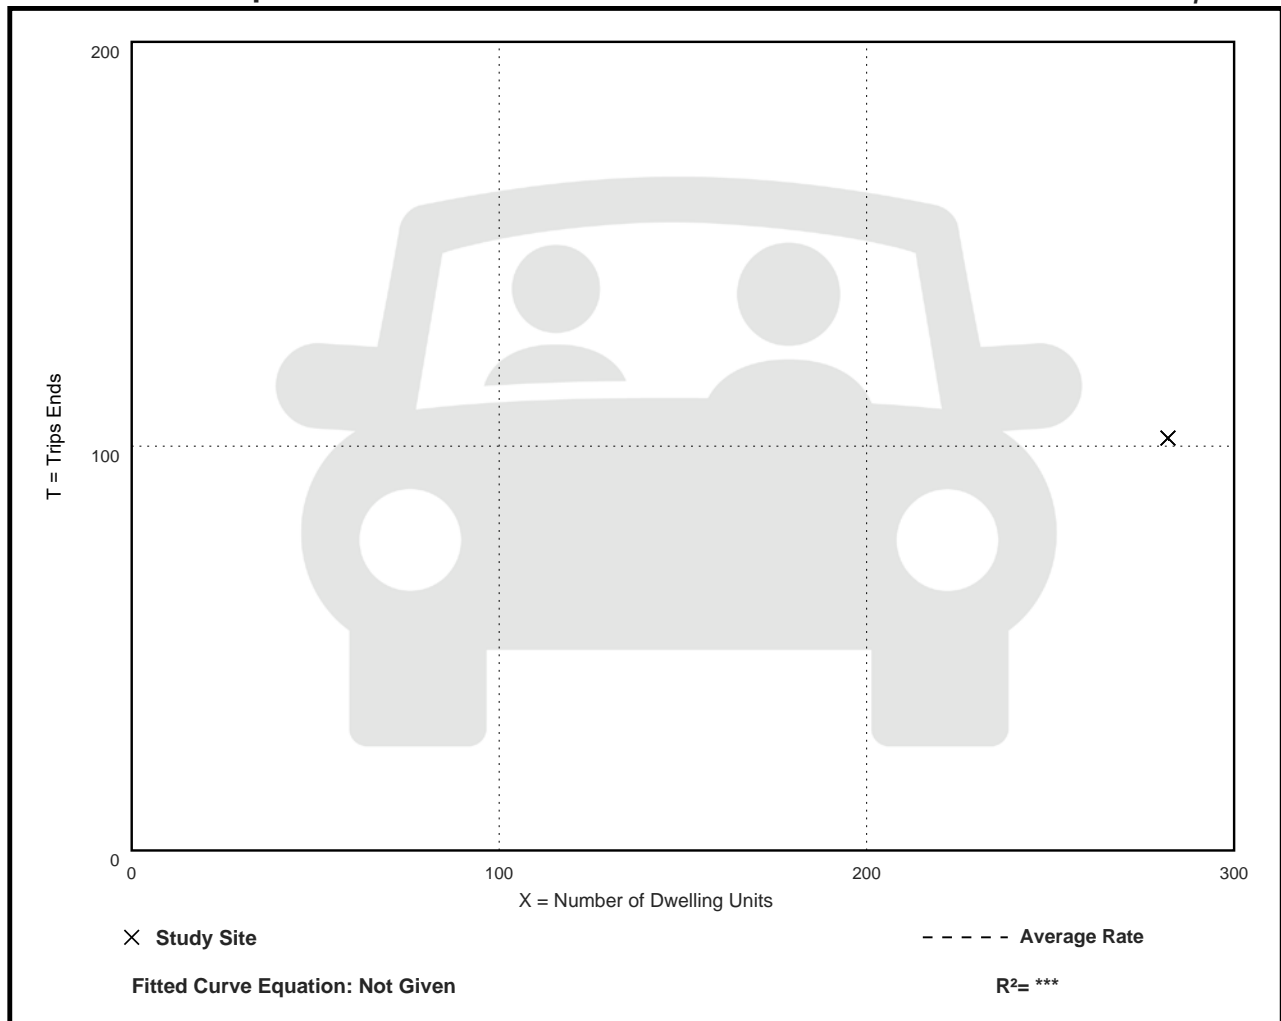 200
T = Trips Ends
100
0
0 100 200 300
X = Number of Dwelling Units
Study Site
Average Rate
Fitted Curve Equation: Not Given
R²= ***